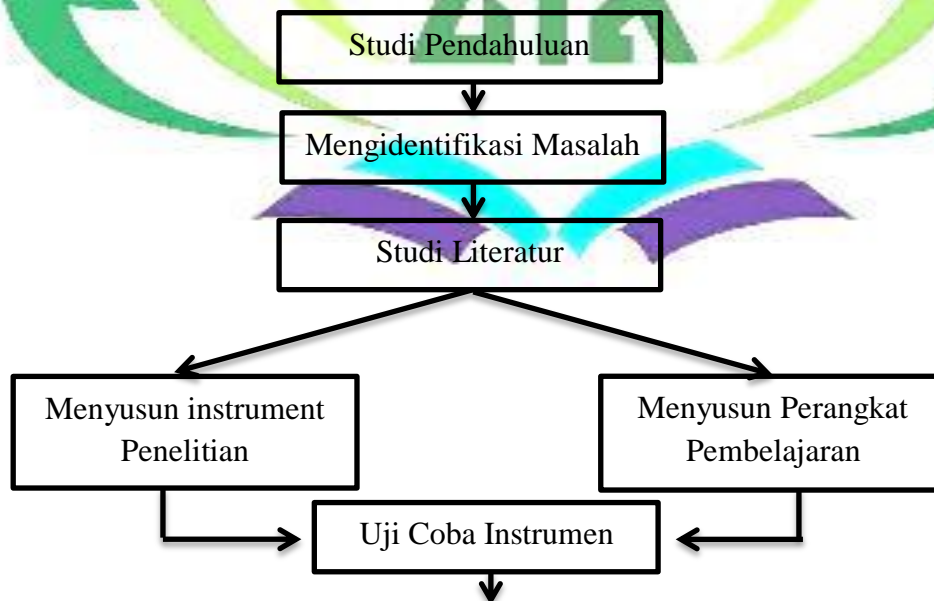 Studi Pendahuluan
Mengidentifikasi Masalah
Studi Literatur
Menyusun instrument
Penelitian
Menyusun Perangkat
Pembelajaran
Uji Coba Instrumen